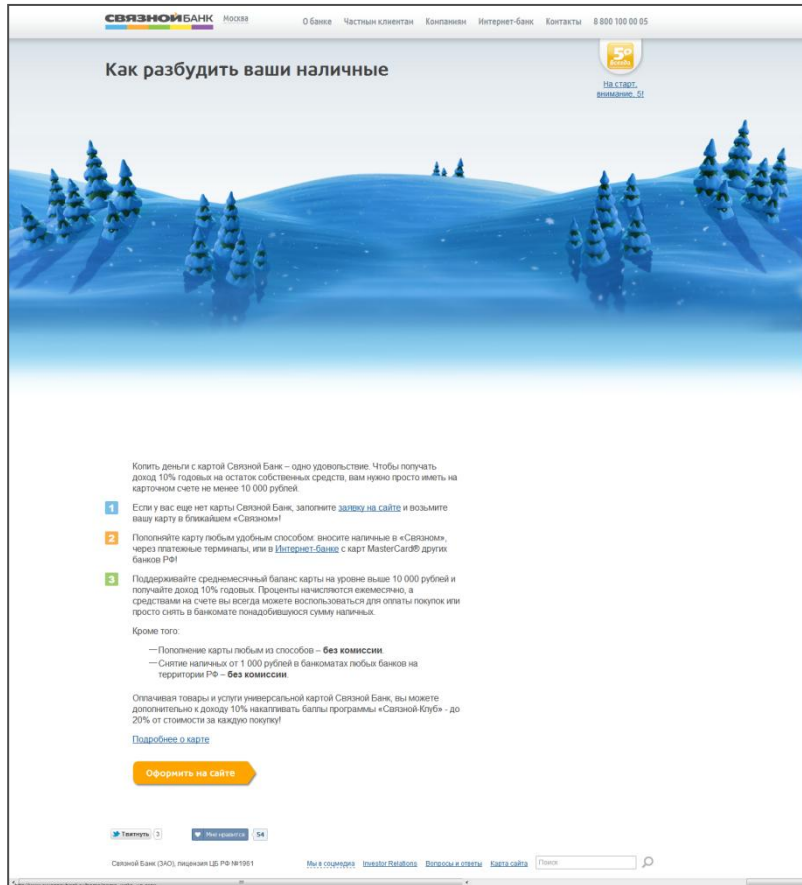 СВЯЗНОЙ БАНК Москва О банке Частным клиентам Компаниям Интернет-банк Контакты 8 800 100 00 05
Как разбудить ваши наличные
5
На старт,
внимание, 5!
Копить деньги с картой Связной Банк – одно удовольствие. Чтобы получать
доход 10% годовых на остаток собственных средств, вам нужно просто иметь на
карточном счете не менее 10 000 рублей.
1 Если у вас еще нет карты Связной Банк, заполните заявку на сайте и возьмите
вашу карту в ближайшем «Связном»!
2 Пополняйте карту любым удобным способом: вносите наличные в «Связном»,
через платежные терминалы, или в Интернет-банке с карт MasterCard® других
банков РФ!
3 Поддерживайте среднемесячный баланс карты на уровне выше 10 000 рублей и
получайте доход 10% годовых. Проценты начисляются ежемесячно, а
средствами на счете вы всегда можете воспользоваться для оплаты покупок или
просто снять в банкомате понадобившуюся сумму наличных.
Кроме того:
—Пополнение карты любым из способов – без комиссии.
—Снятие наличных от 1 000 рублей в банкоматах любых банков на
территории РФ – без комиссии.
Оплачивая товары и услуги универсальной картой Связной Банк, вы можете
дополнительно к доходу 10% накапливать баллы программы «Связной-Клуб» - до
20% от стоимости за каждую покупку!
Подробнее о карте
Оформить на сайте
Твитнуть 3 Мне нравится 54
Связной Банк (ЗАО), лицензия ЦБ РФ №1961 Мы в соцмедиа Investor Relations Вопросы и ответы Карта сайта Поиск